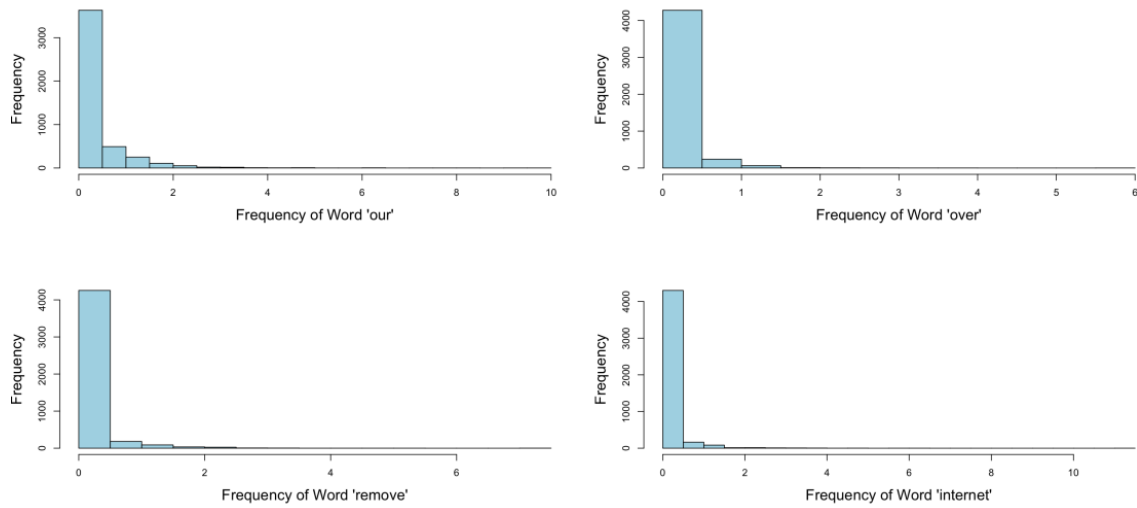 Frequency
0 1000 2000 3000
0 2 4 6 8 10
Frequency of Word 'our'
Frequency
0 1000 2000 3000 4000
0 1 2 3 4 5 6
Frequency of Word 'over'
Frequency
0 1000 2000 3000 4000
0 2 4 6
Frequency of Word 'remove'
Frequency
0 1000 2000 3000 4000
0 2 4 6 8 10
Frequency of Word 'internet'